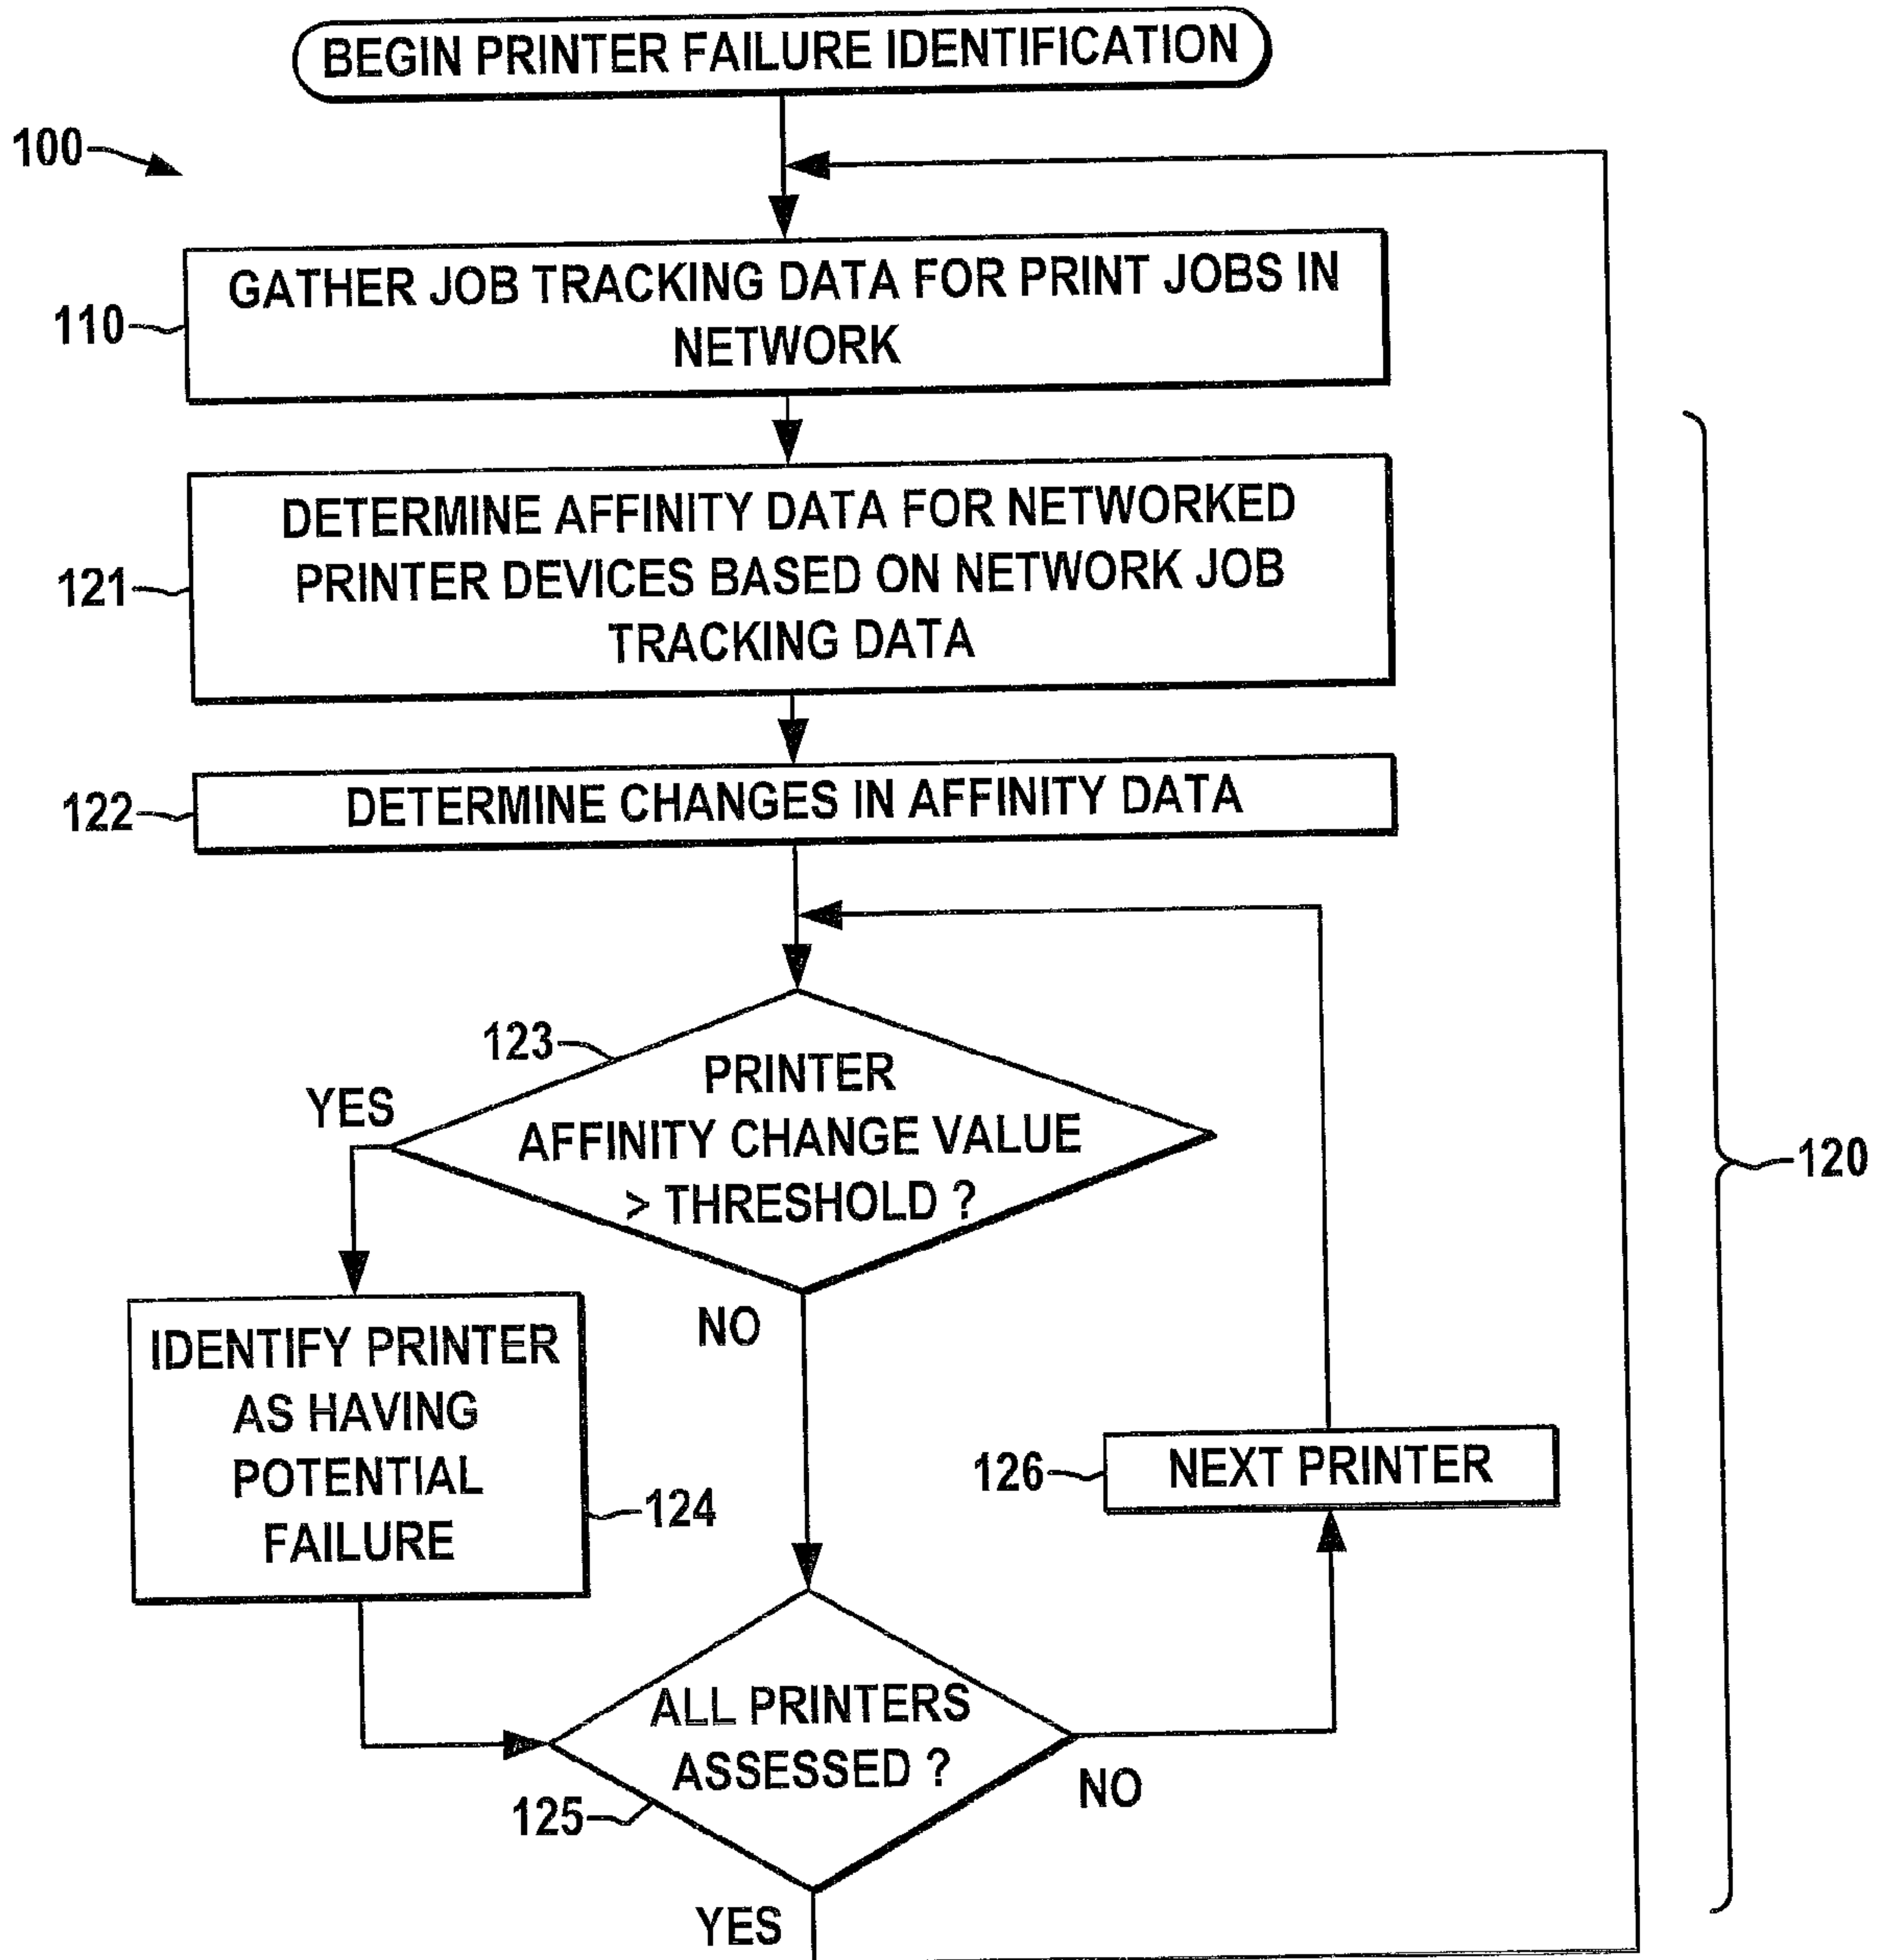 BEGIN PRINTER FAILURE IDENTIFICATION
100
GATHER JOB TRACKING DATA FOR PRINT JOBS IN
NETWORK
110
DETERMINE AFFINITY DATA FOR NETWORKED
PRINTER DEVICES BASED ON NETWORK JOB
TRACKING DATA
121
DETERMINE CHANGES IN AFFINITY DATA
122
123
PRINTER
AFFINITY CHANGE VALUE
> THRESHOLD ?
YES
NO
120
IDENTIFY PRINTER
AS HAVING
POTENTIAL
FAILURE
124
126
NEXT PRINTER
ALL PRINTERS
ASSESSED ?
125
NO
YES